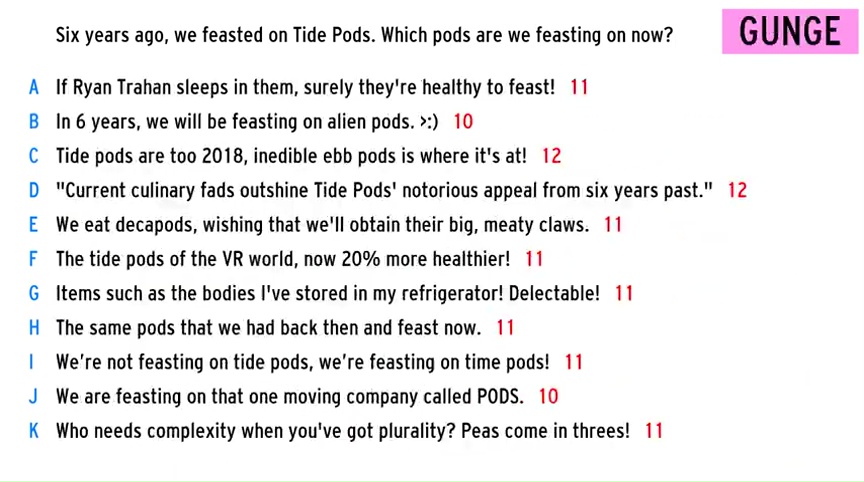 Six years ago, we feasted on Tide Pods. Which pods are we feasting on now?
GUNGE
A If Ryan Trahan sleeps in them, surely they're healthy to feast! 11
B In 6 years, we will be feasting on alien pods. >:) 10
C Tide pods are too 2018, inedible ebb pods is where it's at! 12
D "Current culinary fads outshine Tide Pods' notorious appeal from six years past." 12
E We eat decapods, wishing that we'll obtain their big, meaty claws. 11
F The tide pods of the VR world, now 20% more healthier! 11
G Items such as the bodies I've stored in my refrigerator! Delectable! 11
H The same pods that we had back then and feast now. 11
I We're not feasting on tide pods, we're feasting on time pods! 11
J We are feasting on that one moving company called PODS. 10
K Who needs complexity when you've got plurality? Peas come in threes! 11